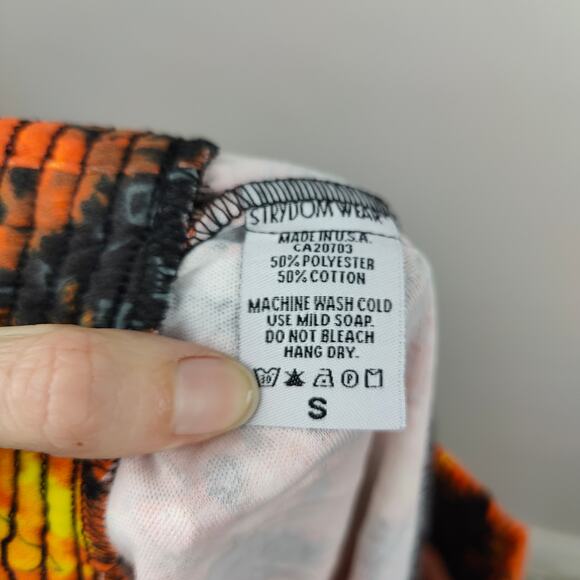 STRYDOM WEAR
MADE IN U.S.A.
CA20703
50% POLYESTER
50% COTTON
MACHINE WASH COLD
USE MILD SOAP.
DO NOT BLEACH
HANG DRY.
30 P
S